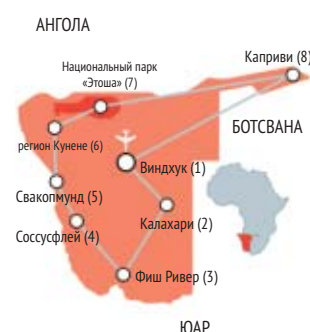 АНГОЛА
Каприви (8)
Национальный парк
«Этоша» (7)
БОТСВАНА
регион Кунене (6)
Виндхук (1)
Свакопмунд (5)
Калахари (2)
Соссусфлей (4)
Фиш Ривер (3)
ЮАР